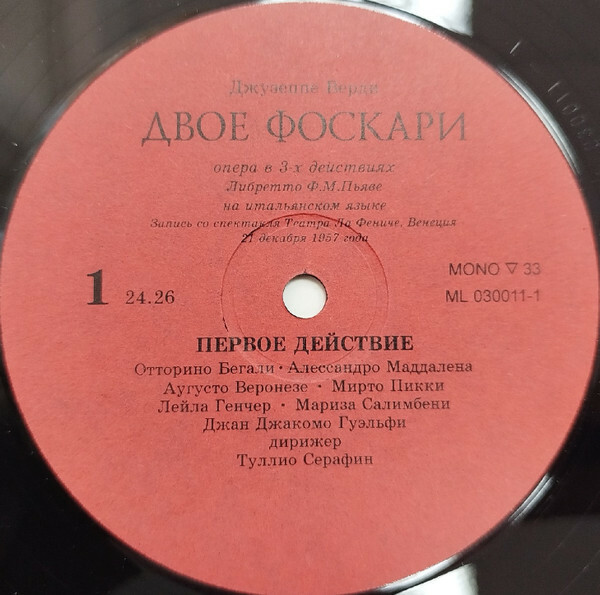 Джузеппе Верди
ДВОЕ ФОСКАРИ
опера в 3-х действиях
Либретто Ф.М.Пьяве
на итальянском языке
Запись со спектакля Театра Ла Фениче, Венеция
21 декабря 1957 года
1 24.26
MONO ▽ 33
ML 030011-1
ПЕРВОЕ ДЕЙСТВИЕ
Отторино Бегали · Алессандро Маддалена
Аугусто Веронезе · Мирто Пикки
Лейла Генчер · Мариза Салимбени
Джан Джакомо Гуэльфи
дирижер
Туллио Серафин